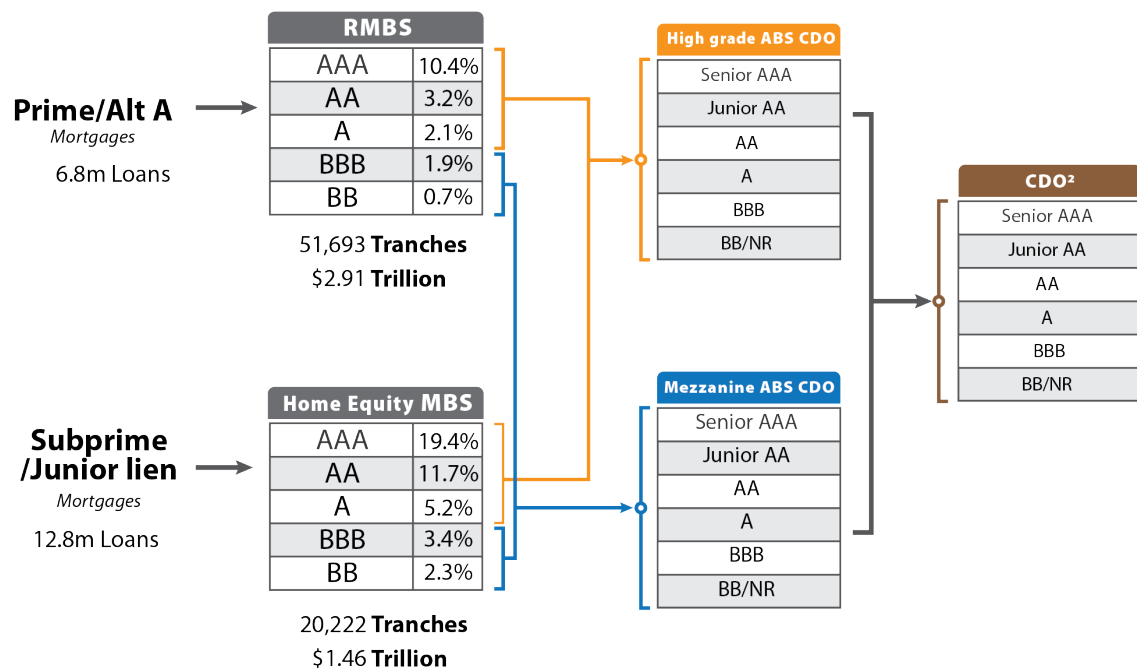 Prime/Alt A
Mortgages
6.8m Loans
RMBS
AAA 10.4%
AA 3.2%
A 2.1%
BBB 1.9%
BB 0.7%
51,693 Tranches
$2.91 Trillion
Subprime
/Junior lien
Mortgages
12.8m Loans
Home Equity MBS
AAA 19.4%
AA 11.7%
A 5.2%
BBB 3.4%
BB 2.3%
20,222 Tranches
$1.46 Trillion
High grade ABS CDO
Senior AAA
Junior AA
AA
A
BBB
BB/NR
Mezzanine ABS CDO
Senior AAA
Junior AA
AA
A
BBB
BB/NR
CDO²
Senior AAA
Junior AA
AA
A
BBB
BB/NR